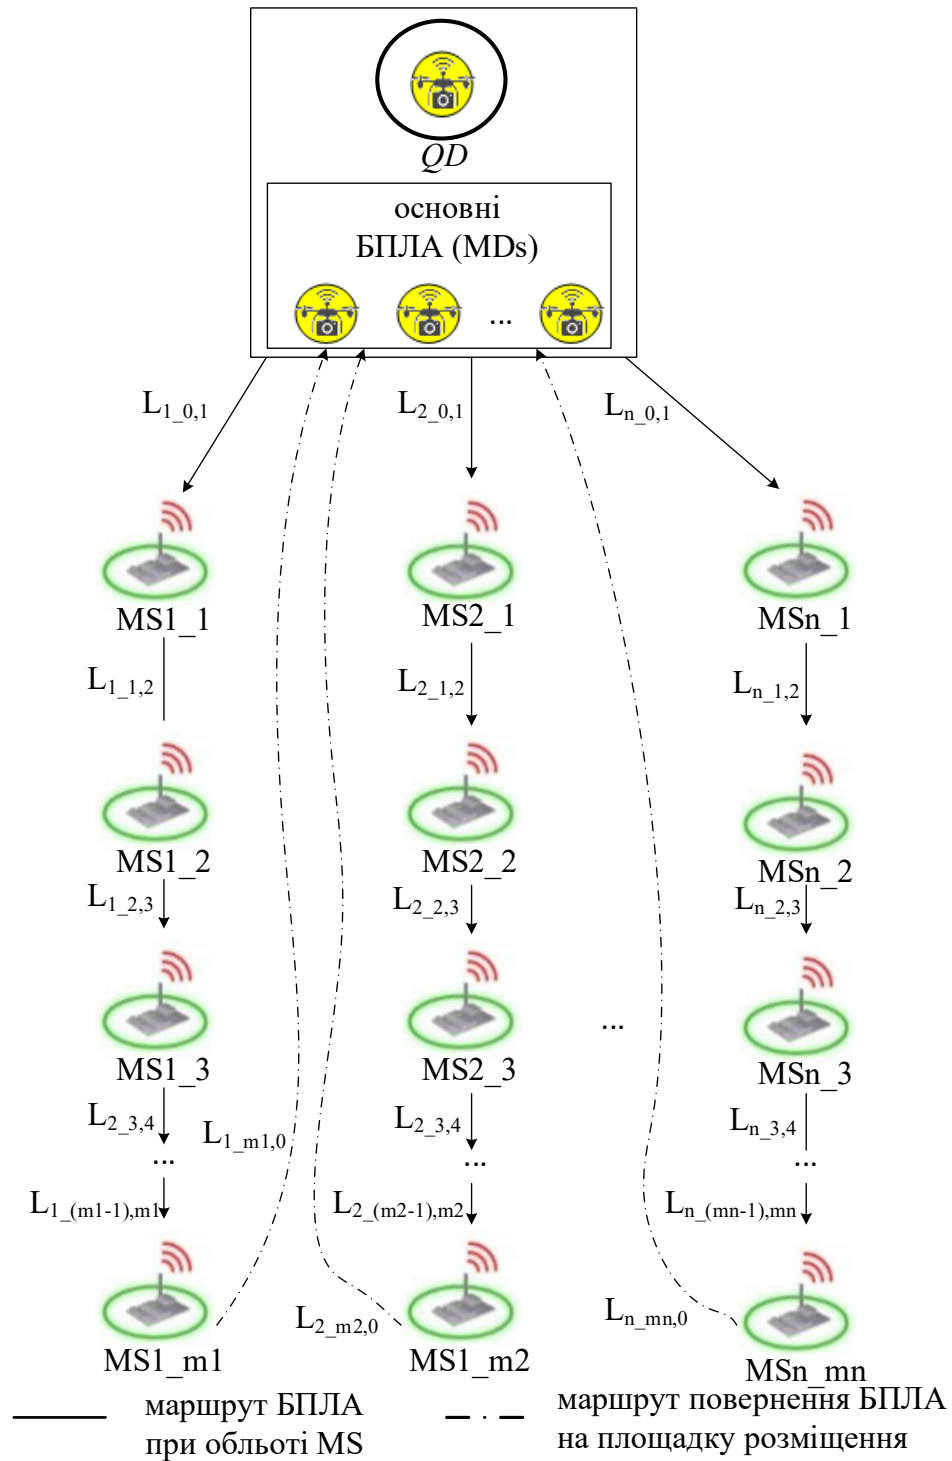 QD
основні
БПЛА (MDs)
...
L1_0,1
L2_0,1
Ln_0,1
MS1_1
MS2_1
MSn_1
L1_1,2
L2_1,2
Ln_1,2
MS1_2
MS2_2
MSn_2
L1_2,3
L2_2,3
Ln_2,3
...
MS1_3
MS2_3
MSn_3
L2_3,4
L1_m1,0
L2_3,4
Ln_3,4
...
...
...
L1_(m1-1),m1
L2_(m2-1),m2
Ln_(mn-1),mn
L2_m2,0
Ln_mn,0
MS1_m1
MS1_m2
MSn_mn
маршрут БПЛА
при обльоті MS
маршрут повернення БПЛА
на площадку розміщення